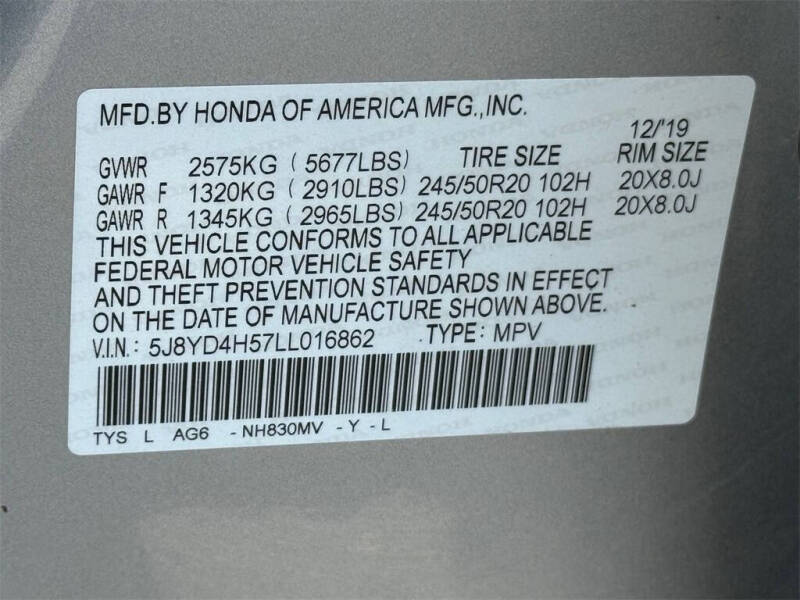 MFD.BY HONDA OF AMERICA MFG.,INC.
12/'19
GVWR 2575KG ( 5677LBS ) TIRE SIZE RIM SIZE
GAWR F 1320KG ( 2910LBS ) 245/50R20 102H 20X8.0J
GAWR R 1345KG ( 2965LBS ) 245/50R20 102H 20X8.0J
THIS VEHICLE CONFORMS TO ALL APPLICABLE
FEDERAL MOTOR VEHICLE SAFETY
AND THEFT PREVENTION STANDARDS IN EFFECT
ON THE DATE OF MANUFACTURE SHOWN ABOVE.
V.I.N.: 5J8YD4H57LL016862 TYPE: MPV
TYS L AG6 -NH830MV - Y - L